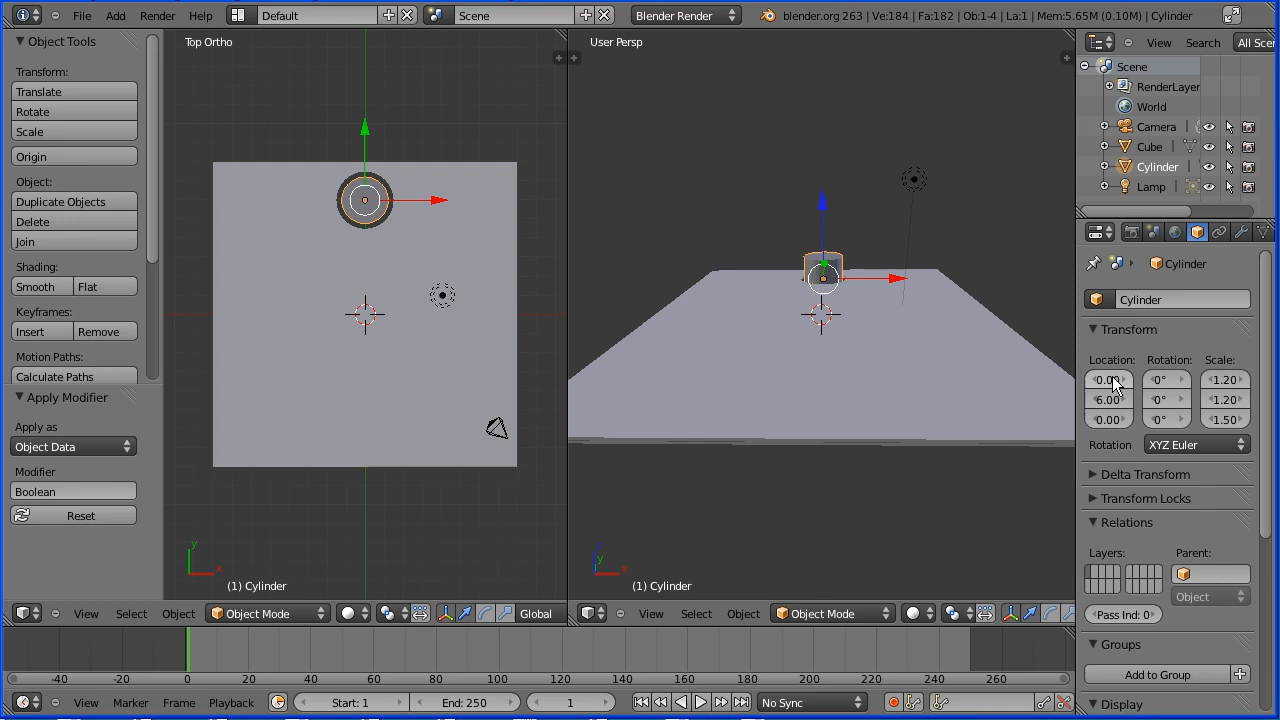 File Add Render Help Default Scene Blender Render blender.org 263 | Ve:184 | Fa:182 | Ob:1-4 | La:1 | Mem:5.65M (0.10M) | Cylinder
Object Tools
Transform:
Translate
Rotate
Scale
Origin
Object:
Duplicate Objects
Delete
Join
Shading:
Smooth Flat
Keyframes:
Insert Remove
Motion Paths:
Calculate Paths
Apply Modifier
Apply as
Object Data
Modifier
Boolean
Reset
Top Ortho
y
x
(1) Cylinder
View Select Object Object Mode Global
User Persp
y
x
(1) Cylinder
View Select Object Object Mode
View Search All Scen
Scene
RenderLayer
World
Camera
Cube
Cylinder
Lamp
Cylinder
Cylinder
Transform
Location: Rotation: Scale:
0.00 0° 1.20
6.00 0° 1.20
0.00 0° 1.50
Rotation XYZ Euler
Delta Transform
Transform Locks
Relations
Layers: Parent:
Object
Pass Ind: 0
Groups
Add to Group
Display
-40 -20 0 20 40 60 80 100 120 140 160 180 200 220 240 260
View Marker Frame Playback Start: 1 End: 250 1 No Sync